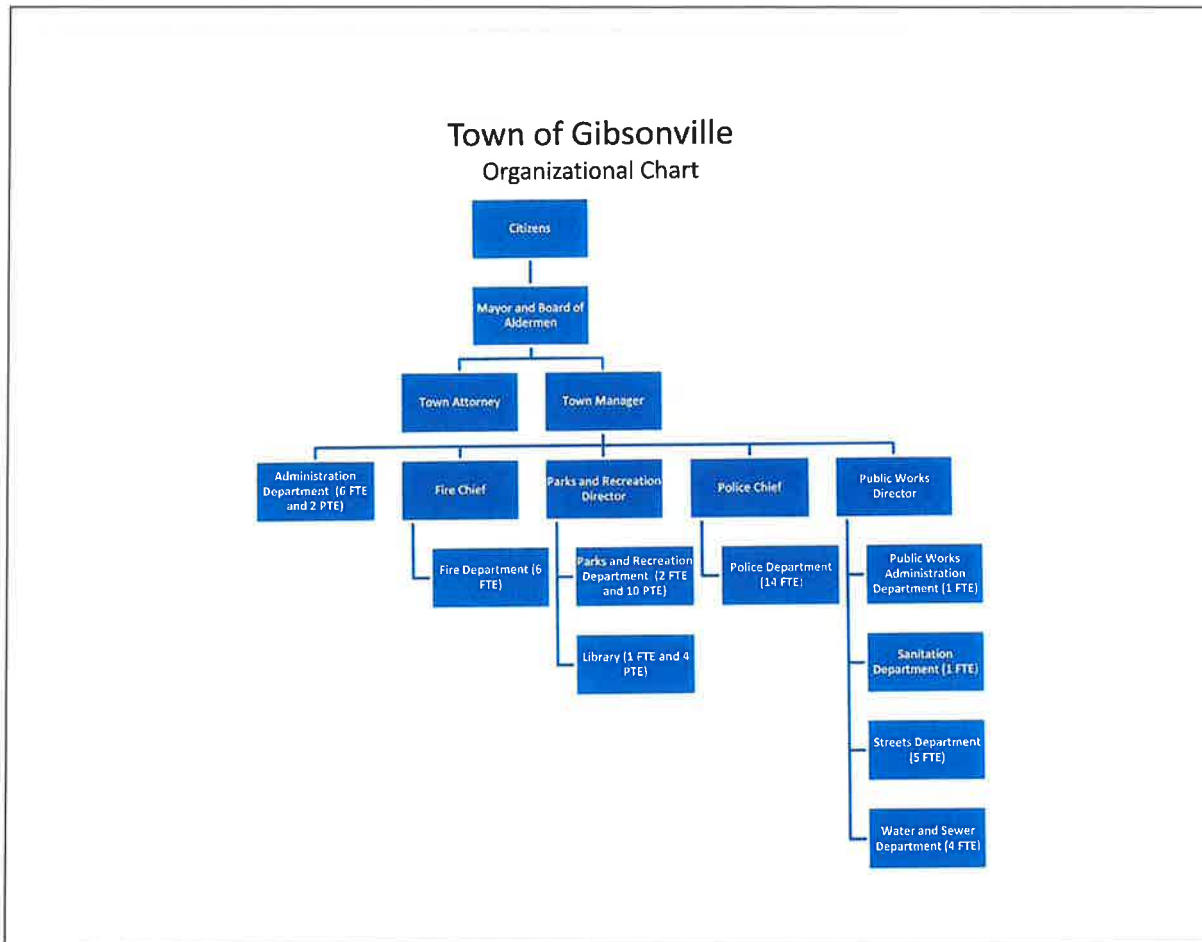 Town of Gibsonville
Organizational Chart
Citizens
Mayor and Board of
Aldermen
Town Attorney
Town Manager
Administration
Department (6 FTE
and 2 PTE)
Fire Chief
Parks and Recreation
Director
Police Chief
Public Works
Director
Fire Department (6
FTE)
Parks and Recreation
Department (2 FTE
and 10 PTE)
Library (1 FTE and 4
PTE)
Police Department
(14 FTE)
Public Works
Administration
Department (1 FTE)
Sanitation
Department (1 FTE)
Streets Department
(5 FTE)
Water and Sewer
Department (4 FTE)